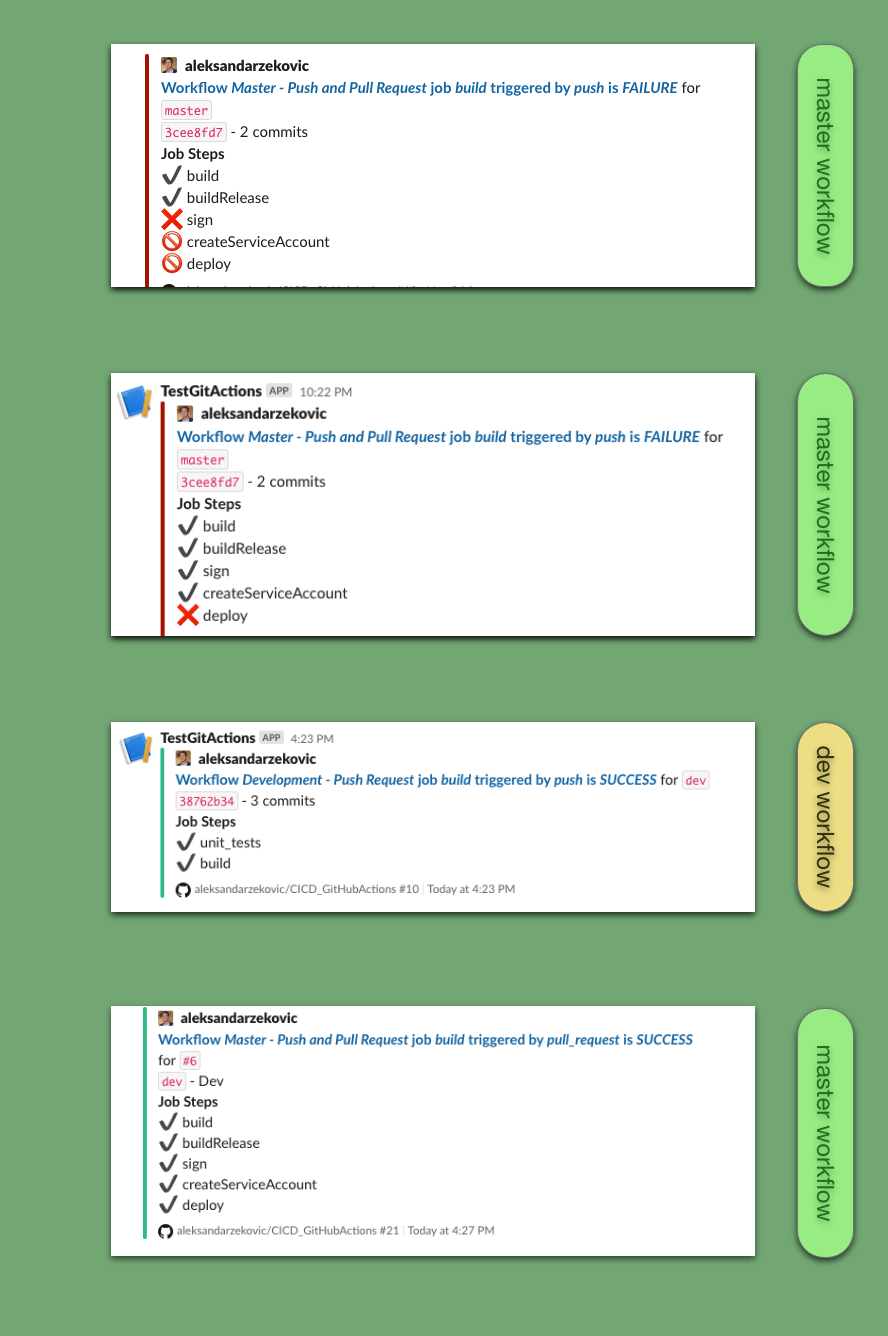 aleksandarzekovic
Workflow Master - Push and Pull Request job build triggered by push is FAILURE for
master
3cee8fd7 - 2 commits
Job Steps
build
buildRelease
sign
createServiceAccount
deploy
master workflow
TestGitActions APP 10:22 PM
aleksandarzekovic
Workflow Master - Push and Pull Request job build triggered by push is FAILURE for
master
3cee8fd7 - 2 commits
Job Steps
build
buildRelease
sign
createServiceAccount
deploy
master workflow
TestGitActions APP 4:23 PM
aleksandarzekovic
Workflow Development - Push Request job build triggered by push is SUCCESS for dev
38762b34 - 3 commits
Job Steps
unit_tests
build
aleksandarzekovic/CICD_GitHubActions #10 | Today at 4:23 PM
dev workflow
aleksandarzekovic
Workflow Master - Push and Pull Request job build triggered by pull_request is SUCCESS
for #6
dev - Dev
Job Steps
build
buildRelease
sign
createServiceAccount
deploy
aleksandarzekovic/CICD_GitHubActions #21 | Today at 4:27 PM
master workflow